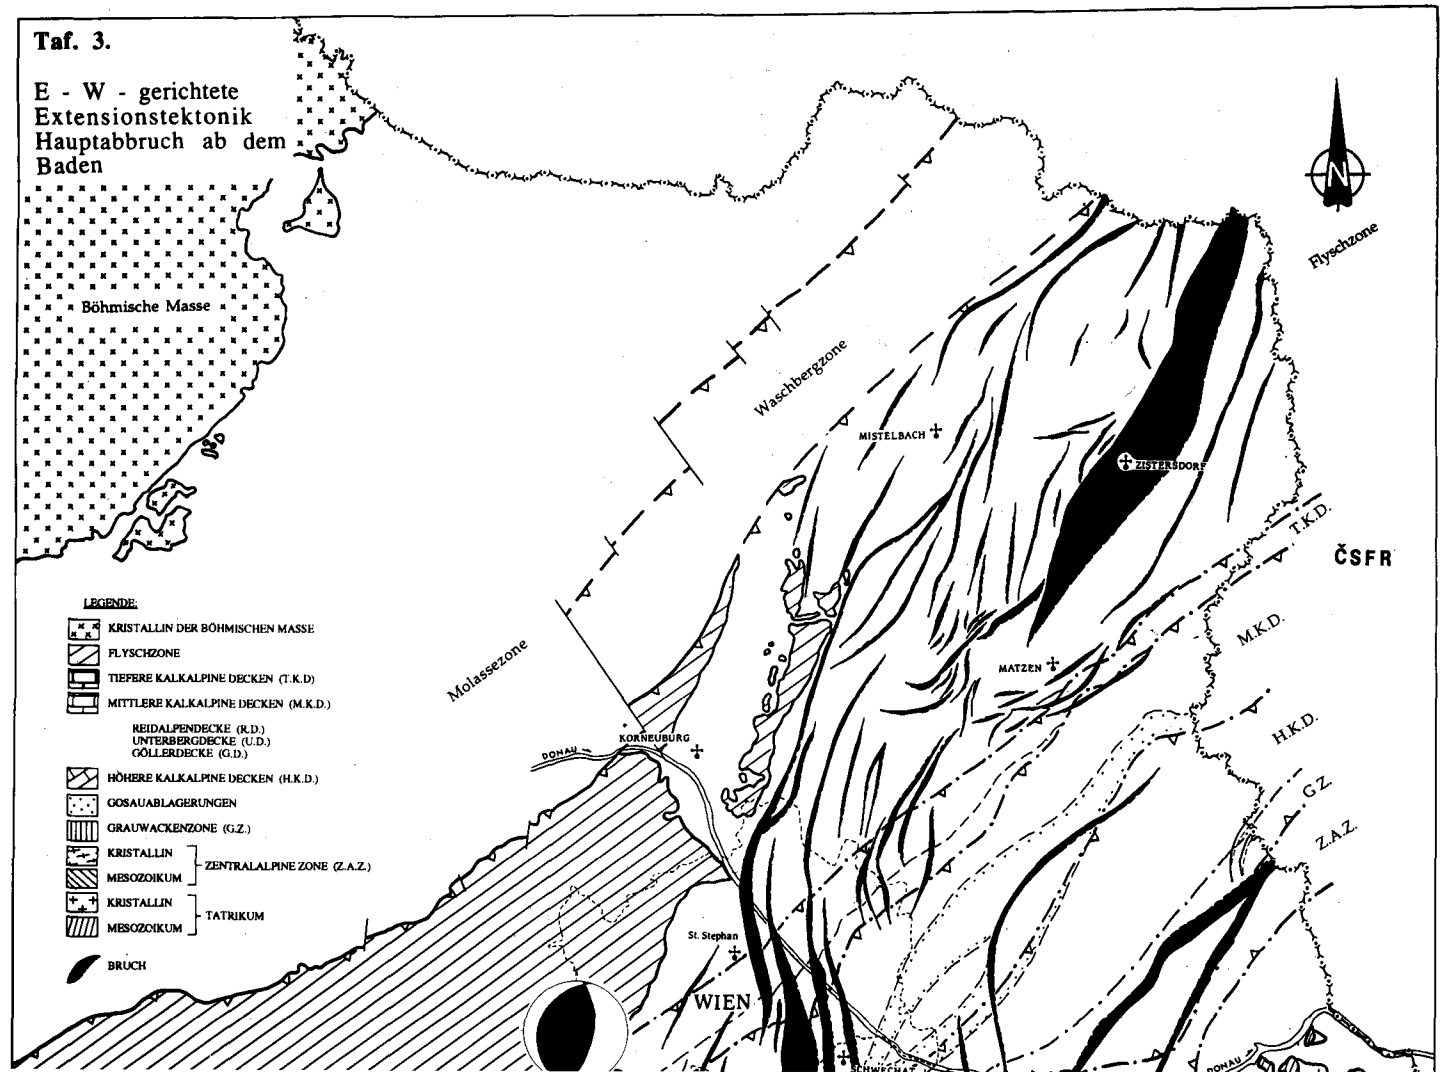 Taf. 3.
E - W - gerichtete
Extensionstektonik
Hauptabbruch ab dem
Baden
N
Flyschzone
Böhmische Masse
Waschbergzone
MISTELBACH
ZISTERSDORF
T.K.D.
ČSFR
M.K.D.
MATZEN
H.K.D.
G.Z.
Z.A.Z.
Molassezone
KORNEUBURG
DONAU
LEGENDE:
KRISTALLIN DER BÖHMISCHEN MASSE
FLYSCHZONE
TIEFERE KALKALPINE DECKEN (T.K.D)
MITTLERE KALKALPINE DECKEN (M.K.D.)
REIDALPENDECKE (R.D.)
UNTERBERGDECKE (U.D.)
GÖLLERDECKE (G.D.)
HÖHERE KALKALPINE DECKEN (H.K.D.)
GOSAUABLAGERUNGEN
GRAUWACKENZONE (G.Z.)
KRISTALLIN
ZENTRALALPINE ZONE (Z.A.Z.)
MESOZOIKUM
KRISTALLIN
TATRIKUM
MESOZOIKUM
BRUCH
St. Stephan
WIEN
SCHWECHAT
DONAU